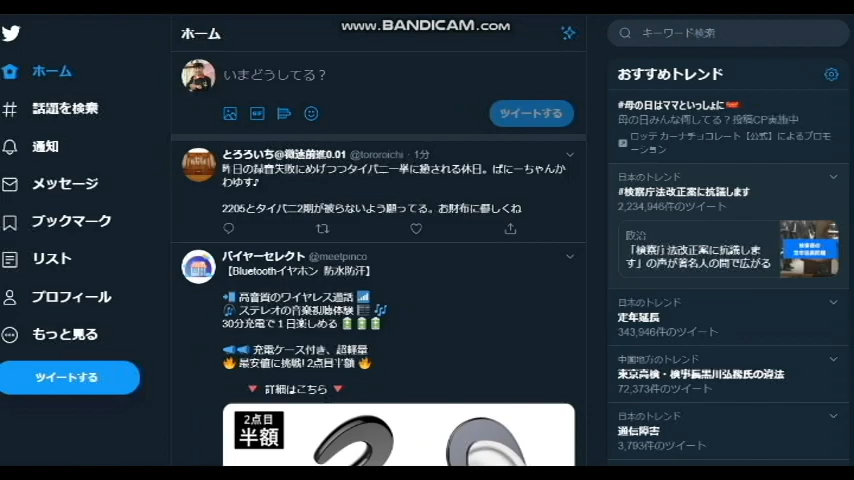 WWW.BANDICAM.COM
ホーム
キーワード検索
ホーム
話題を検索
通知
メッセージ
ブックマーク
リスト
プロフィール
もっと見る
ツイートする
いまどうしてる？
GIF
ツイートする
とろろいち@微速前進0.01 @tororoichi · 1分
昨日の録音失敗にめげつつタイバニ一挙に癒される休日。ばにーちゃんか
わゆす♪
2205とタイバニ2期が被らないよう願ってる。お財布に優しくね
バイヤーセレクト @meetpinco
【Bluetoothイヤホン 防水防汗】
高音質のワイヤレス通話
ステレオの音楽視聴体験
30分充電で１日楽しめる
充電ケース付き、超軽量
最安値に挑戦! 2点目半額
詳細はこちら
2点目
半額
おすすめトレンド
#母の日はママといっしょに
母の日みんな何してる？投稿CP実施中
ロッテ カーナチョコレート【公式】によるプロモ
ーション
日本のトレンド
#検察庁法改正案に抗議します
2,234,946件のツイート
政治
「検察庁法改正案に抗議しま
す」の声が著名人の間で広がる
日本のトレンド
定年延長
343,946件のツイート
中国地方のトレンド
東京高検・検事長黒川弘務氏の違法
72,373件のツイート
日本のトレンド
通信障害
3,793件のツイート